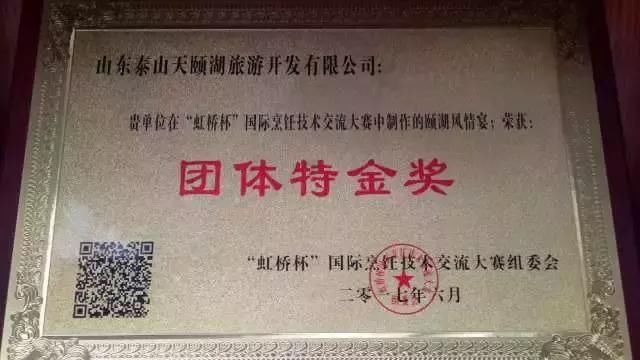 山东泰山天颐湖旅游开发有限公司:
贵单位在“虹桥杯”国际烹饪技术交流大赛中制作的颐湖风情宴;荣获:
团体特金奖
“虹桥杯”国际烹饪技术交流大赛组委会
二〇一七年六月